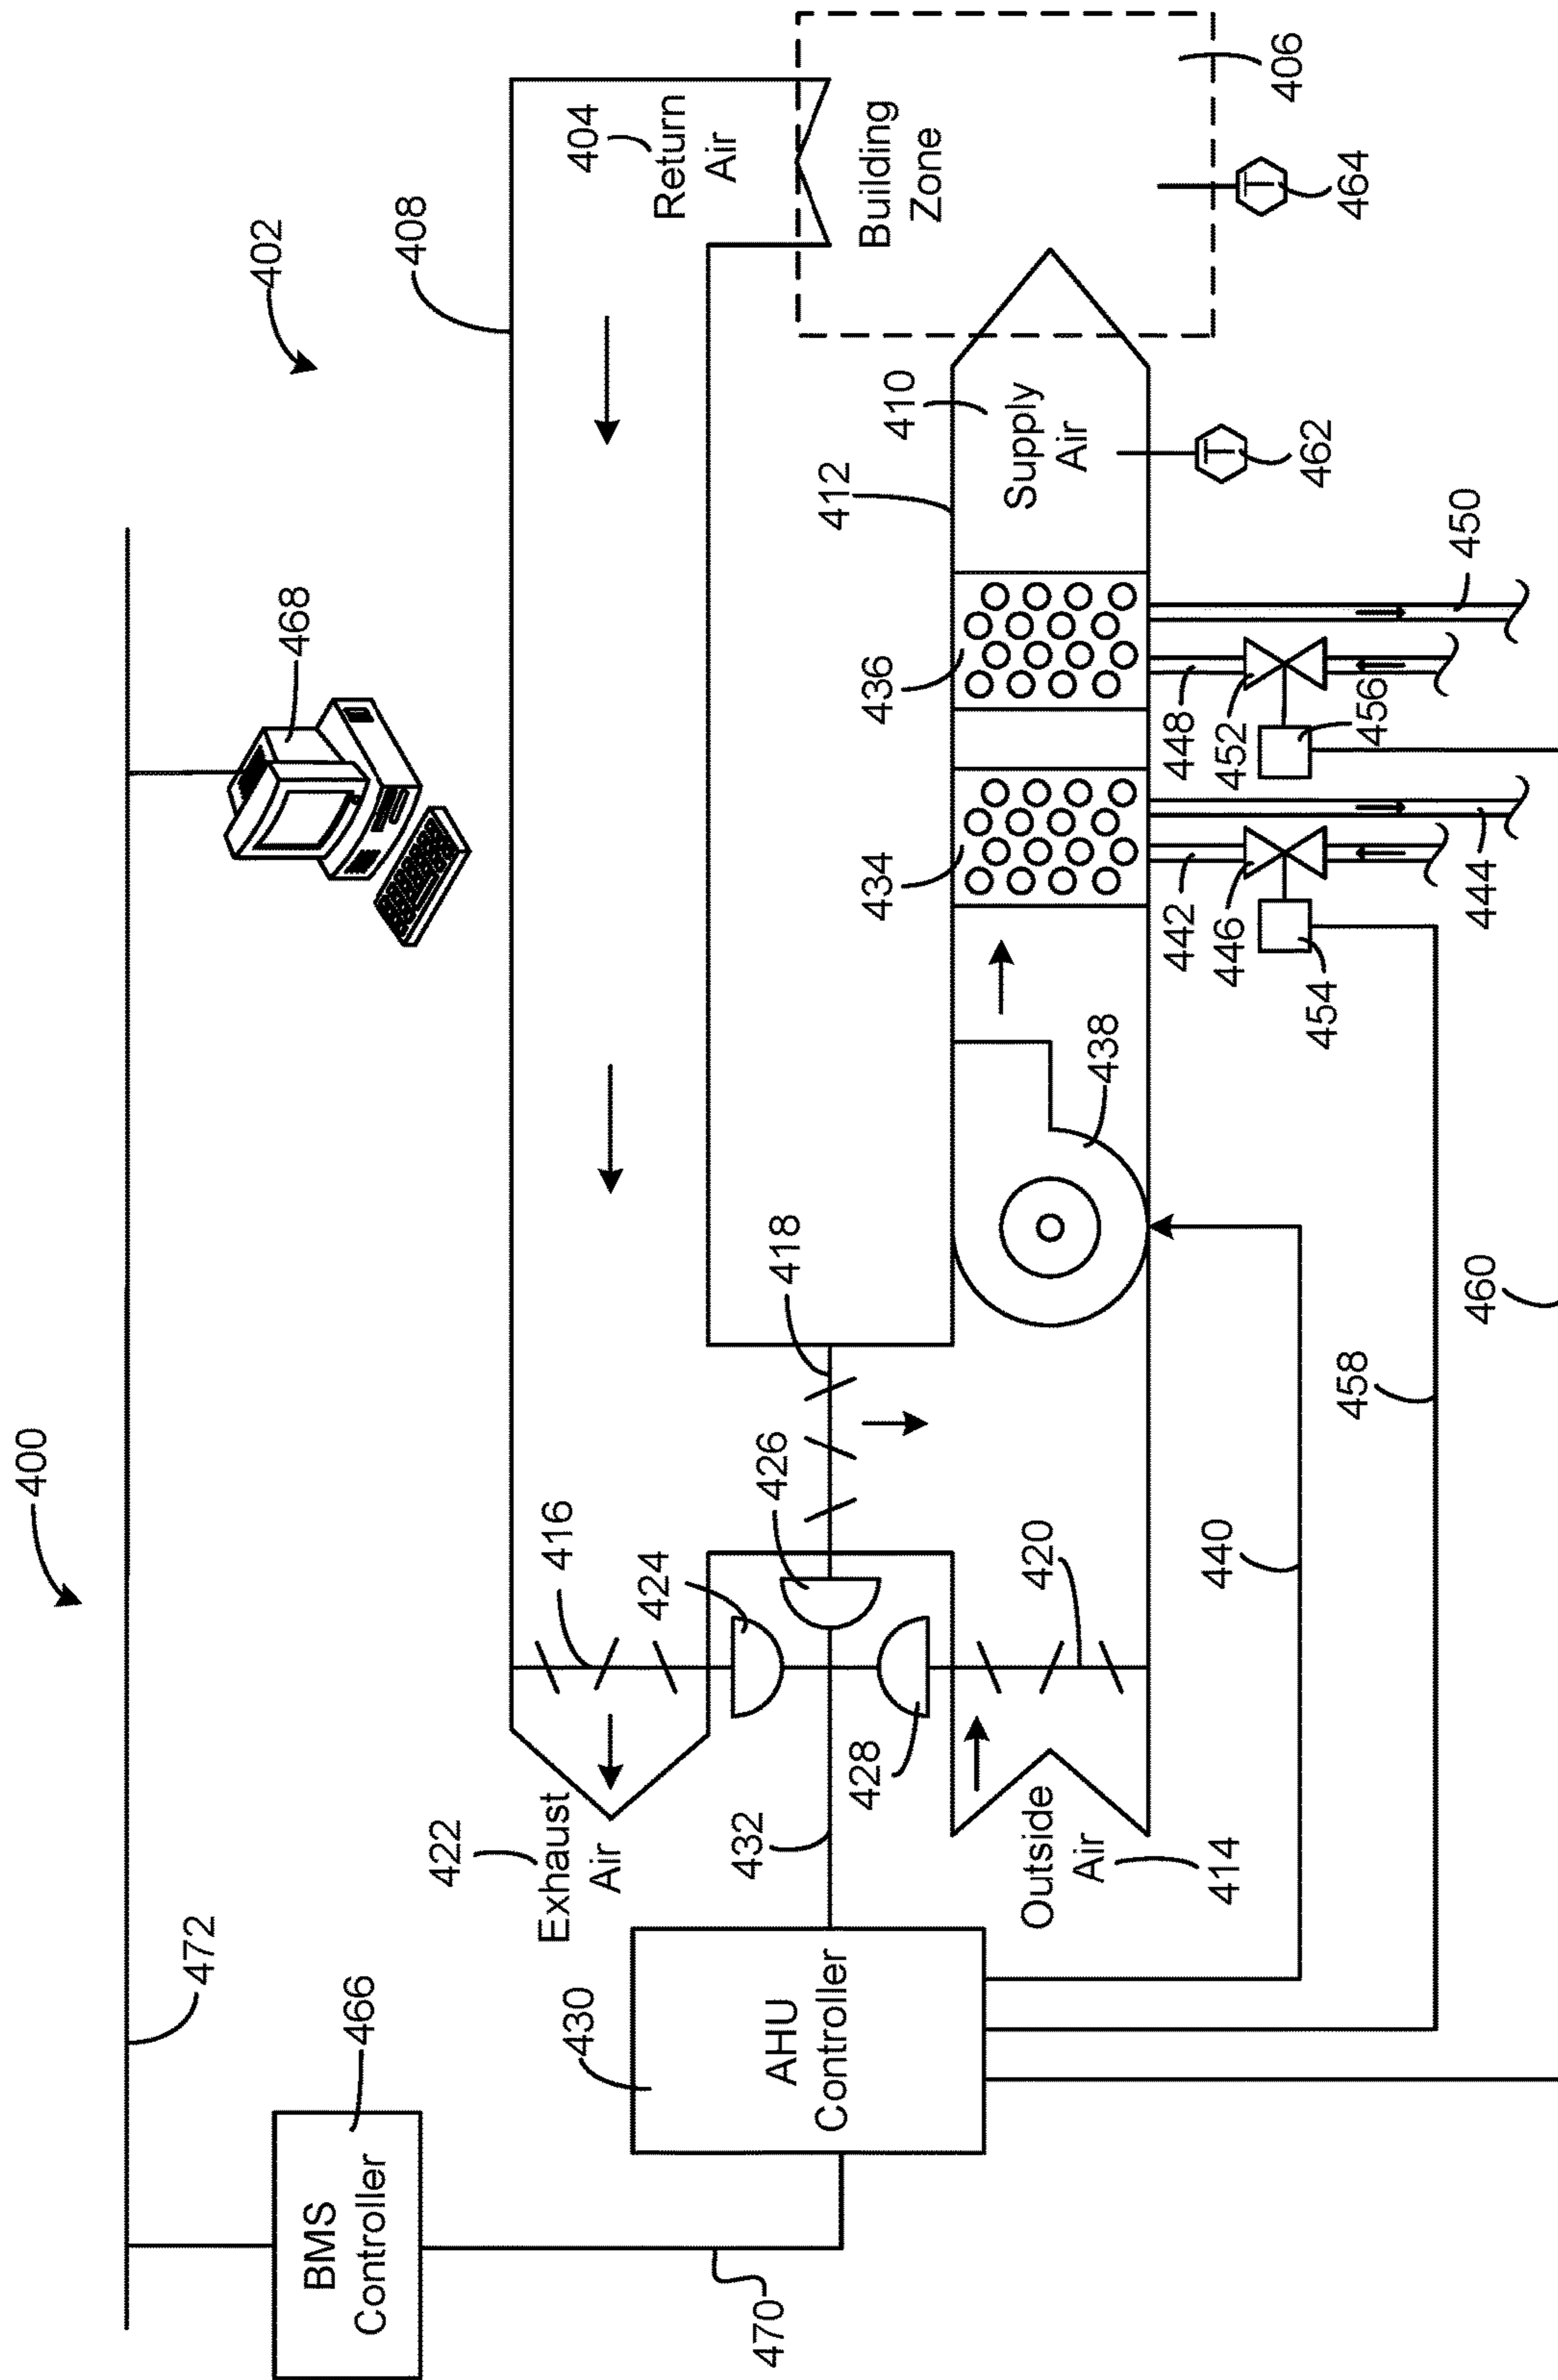 400
472
BMS
Controller
466
470
468
402
408
404
Return
Air
Building
Zone
406
464
T
422
Exhaust
Air
416
424
426
418
428
432
430
AHU
Controller
Outside
Air
414
420
438
440
412
410
Supply
Air
462
T
434
436
442
446
454
444
448
452
456
450
458
460